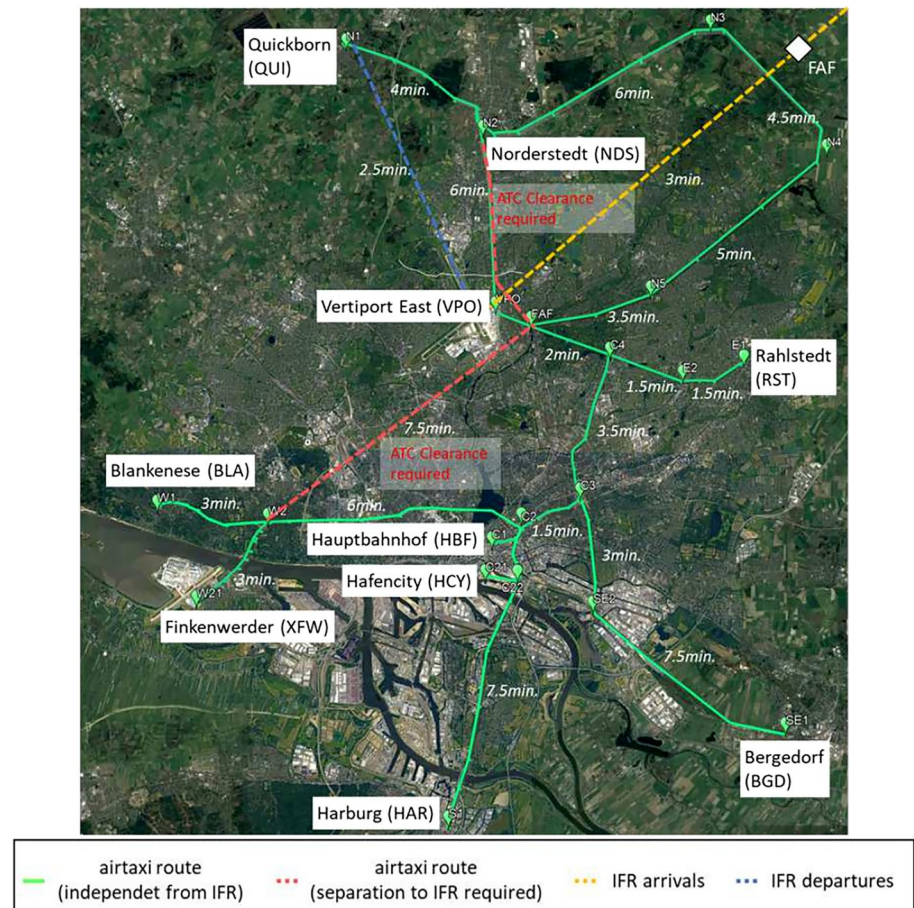 N1
N3
Quickborn
(QUI)
FAF
4min.
6min.
4.5min.
N2
N4
Norderstedt (NDS)
2.5min.
6min.
3min.
ATC Clearance
required
5min.
N5
Vertiport East (VPO)
VPO
FAF
3.5min.
C4
E1
2min.
Rahlstedt
(RST)
E2
1.5min.
1.5min.
3.5min.
7.5min.
ATC Clearance
required
Blankenese (BLA)
C3
W1
3min.
W2
6min.
C2
1.5min.
Hauptbahnhof (HBF)
C1
3min.
Hafencity (HCY)
C21
C22
3min.
W21
SE2
Finkenwerder (XFW)
7.5min.
7.5min.
SE1
Bergedorf
(BGD)
Harburg (HAR)
S1
airtaxi route
(independet from IFR)
airtaxi route
(separation to IFR required)
IFR arrivals
IFR departures